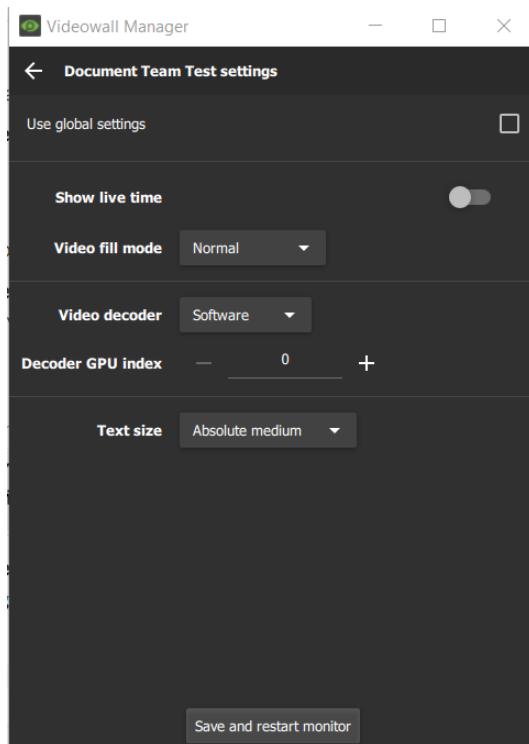 Videowall Manager
Document Team Test settings
Use global settings
Show live time
Video fill mode Normal
Video decoder Software
Decoder GPU index 0
Text size Absolute medium
Save and restart monitor